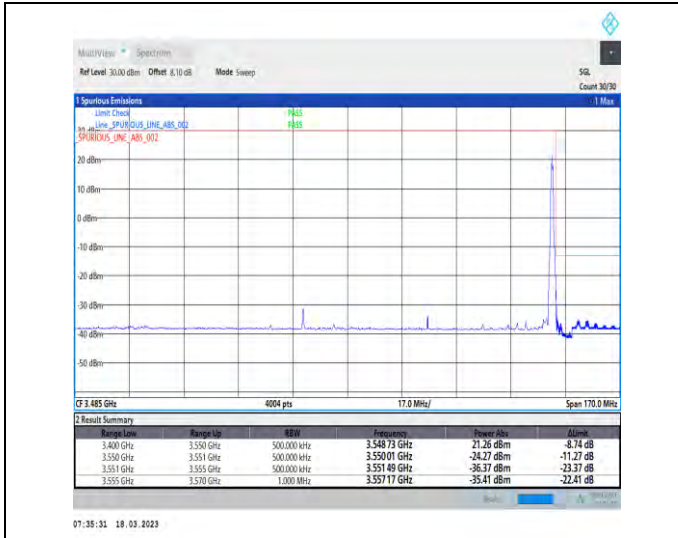 MultiView Spectrum
Ref Level 30.00 dBm Offset 8.10 dB Mode Sweep SGL
Count 30/30
1 Spurious Emissions 1 Max
Limit Check PASS
Line _SPURIOUS_LINE_ABS_002 PASS
_SPURIOUS_LINE_ABS_002
20 dBm
10 dBm
0 dBm
-10 dBm
-20 dBm
-30 dBm
-40 dBm
-50 dBm
CF 3.485 GHz 4004 pts 17.0 MHz/ Span 170.0 MHz
2 Result Summary
Range Low Range Up RBW Frequency Power Abs ΔLimit
3.400 GHz 3.550 GHz 500.000 kHz 3.548 73 GHz 21.26 dBm -8.74 dB
3.550 GHz 3.551 GHz 500.000 kHz 3.550 01 GHz -24.27 dBm -11.27 dB
3.551 GHz 3.555 GHz 500.000 kHz 3.551 49 GHz -36.37 dBm -23.37 dB
3.555 GHz 3.570 GHz 1.000 MHz 3.557 17 GHz -35.41 dBm -22.41 dB
07:35:31 18.03.2023